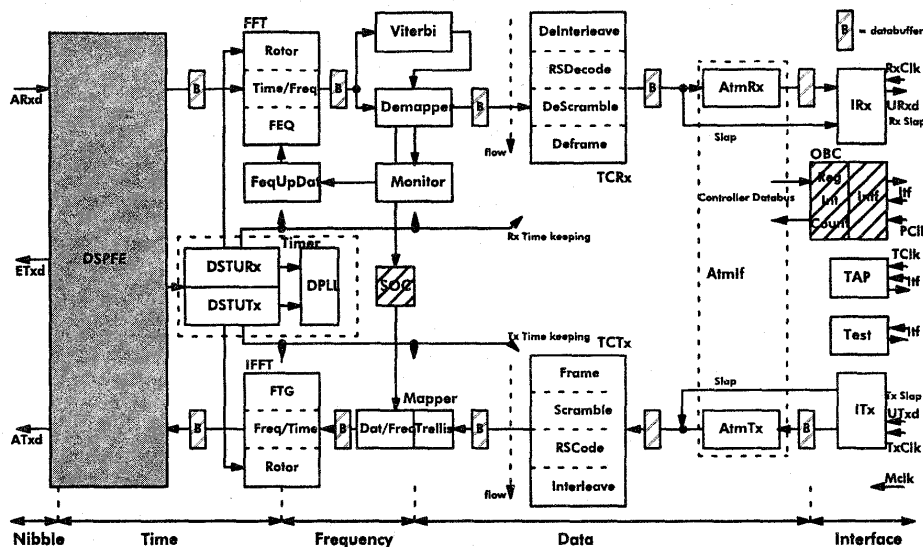 FFT
Viterbi
DeInterleave
B
= databuffer
Rotor
RSDecode
RxClk
ARxd
B
Time/Freq
B
Demapper
B
DeScramble
B
AtmRx
IRx
URxd
Rx Slap
FEQ
Slap
flow
Deframe
TCRx
OBC
FeqUpDat
Monitor
Reg
Int
Count
Intf
Itf
Controller Databus
PClk
Timer
Rx Time keeping
ETxd
DSPFE
DSTURx
DSTUTx
DPLL
SOC
AtmIf
TClk
TAP
Itf
Test
Itf
Tx Time keeping
TCTx
IFFT
FTG
Frame
Slap
Tx Slap
Mapper
Scramble
ITx
UTxd
ATxd
B
Freq/Time
B
Dat/Freq
Trellis
B
RSCode
AtmTx
B
TxClk
Rotor
Interleave
flow
Mclk
Nibble
Time
Frequency
Data
Interface